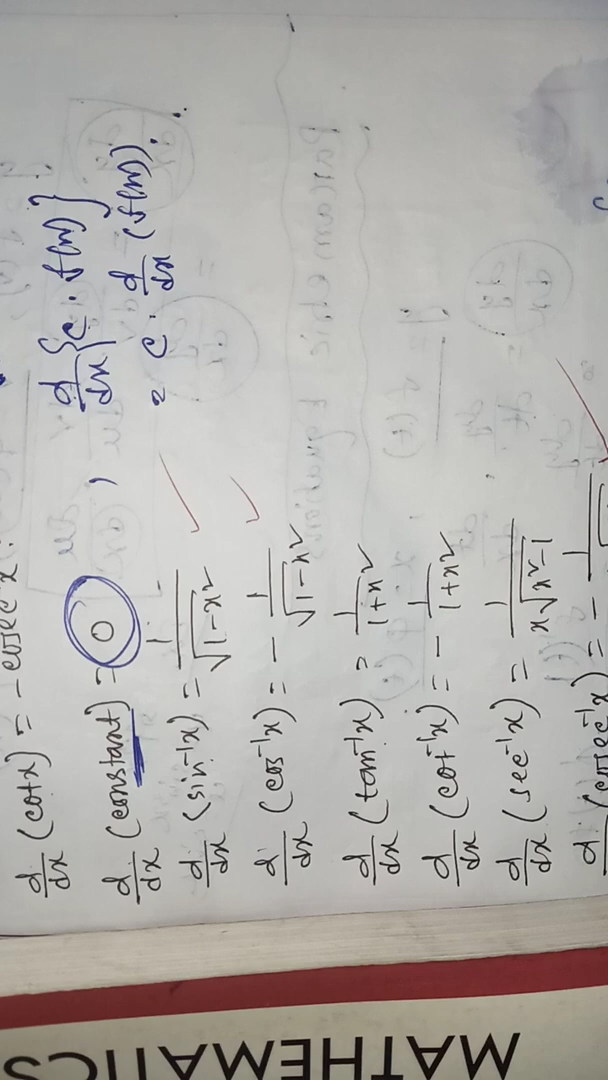 d/dx (cotx) = -cosec²x
d/dx (constant) = 0 ,
d/dx {c. f(x)}
= c. d/dx (f(x)).
d/dx (sin⁻¹x) = 1/√(1-x²)
d/dx (cos⁻¹x) = - 1/√(1-x²)
d/dx (tan⁻¹x) = 1/(1+x²)
d/dx (cot⁻¹x) = - 1/(1+x²)
d/dx (sec⁻¹x) = 1/(x√(x²-1))
d/dx (cosec⁻¹x) = - 1/
MATHEMATICS